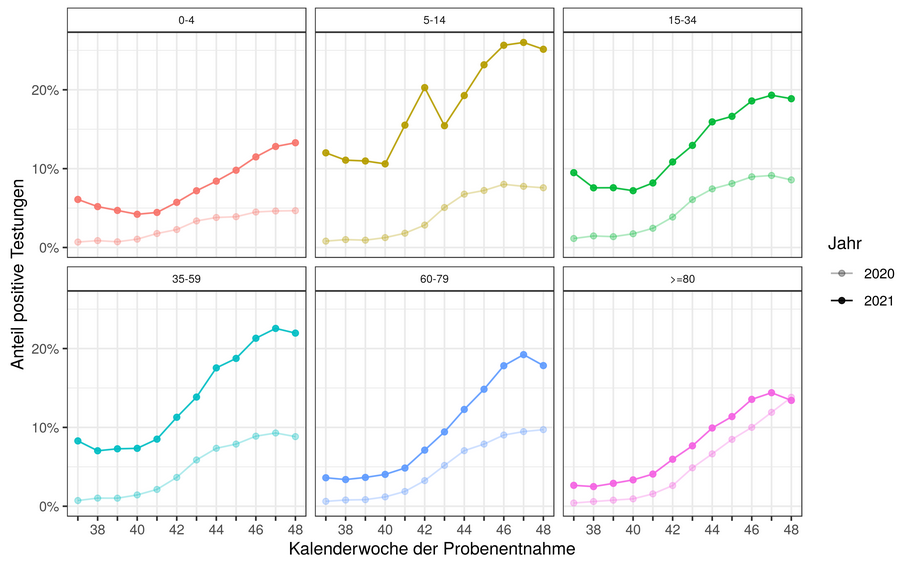 0-4
5-14
15-34
20%
10%
0%
35-59
60-79
>=80
20%
10%
0%
38 40 42 44 46 48
38 40 42 44 46 48
38 40 42 44 46 48
Kalenderwoche der Probenentnahme
Anteil positive Testungen
Jahr
2020
2021